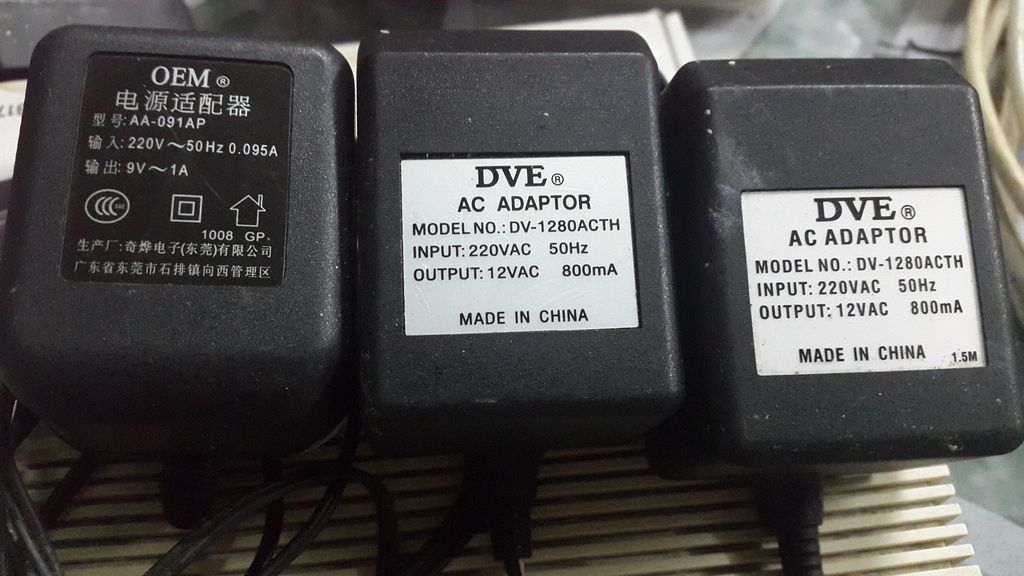 OEM ®
电源适配器
型号:AA-091AP
输入:220V～50Hz 0.095A
输出:9V～1A
1008 GP.
生产厂:奇烨电子(东莞)有限公司
广东省东莞市石排镇向西管理区
DVE ®
AC ADAPTOR
MODEL NO.: DV-1280ACTH
INPUT: 220VAC 50Hz
OUTPUT: 12VAC 800mA
MADE IN CHINA
DVE ®
AC ADAPTOR
MODEL NO.: DV-1280ACTH
INPUT: 220VAC 50Hz
OUTPUT: 12VAC 800mA
MADE IN CHINA 1.5M